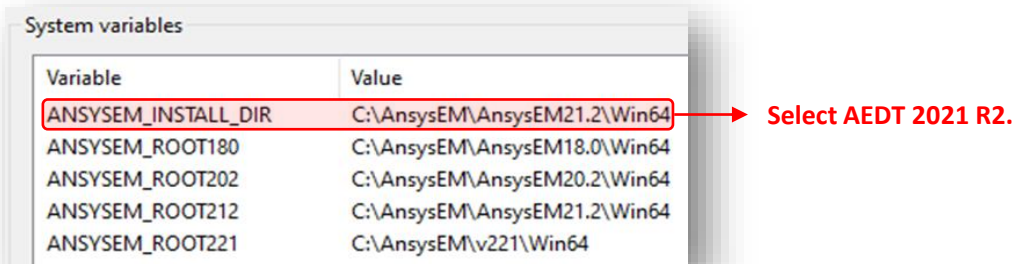 System variables
Variable Value
ANSYSEM_INSTALL_DIR C:\AnsysEM\AnsysEM21.2\Win64 Select AEDT 2021 R2.
ANSYSEM_ROOT180 C:\AnsysEM\AnsysEM18.0\Win64
ANSYSEM_ROOT202 C:\AnsysEM\AnsysEM20.2\Win64
ANSYSEM_ROOT212 C:\AnsysEM\AnsysEM21.2\Win64
ANSYSEM_ROOT221 C:\AnsysEM\v221\Win64